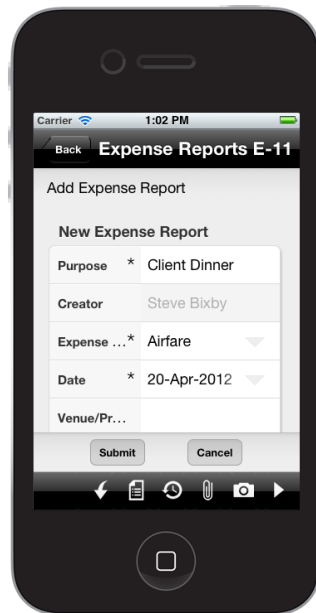 Carrier 1:02 PM
Back Expense Reports E-11
Add Expense Report
New Expense Report
Purpose * Client Dinner
Creator Steve Bixby
Expense ...* Airfare
Date * 20-Apr-2012
Venue/Pr...
Submit Cancel